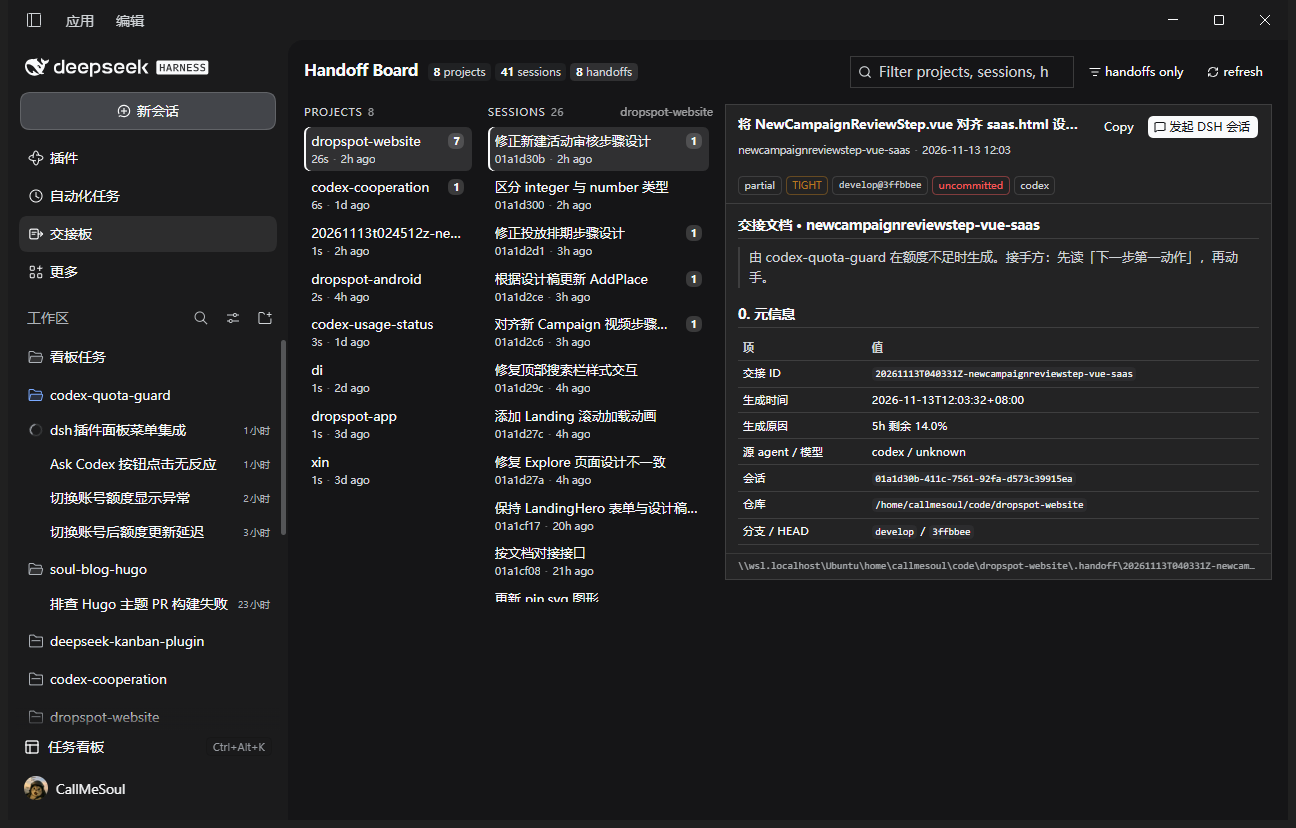 应用 编辑
deepseek HARNESS
新会话
插件
自动化任务
交接板
更多
工作区
看板任务
codex-quota-guard
dsh插件面板菜单集成 1小时
Ask Codex 按钮点击无反应 1小时
切换账号额度显示异常 2小时
切换账号后额度更新延迟 3小时
soul-blog-hugo
排查 Hugo 主题 PR 构建失败 23小时
deepseek-kanban-plugin
codex-cooperation
dropspot-website
任务看板 Ctrl+Alt+K
CallMeSoul
Handoff Board 8 projects 41 sessions 8 handoffs
Filter projects, sessions, h
handoffs only refresh
PROJECTS 8
dropspot-website 7
26s · 2h ago
codex-cooperation 1
6s · 1d ago
20261113t024512z-ne...
1s · 2h ago
dropspot-android
2s · 4h ago
codex-usage-status
3s · 1d ago
di
1s · 2d ago
dropspot-app
1s · 3d ago
xin
1s · 3d ago
SESSIONS 26 dropspot-website
修正新建活动审核步骤设计 1
01a1d30b · 2h ago
区分 integer 与 number 类型
01a1d300 · 2h ago
修正投放排期步骤设计 1
01a1d2d1 · 3h ago
根据设计稿更新 AddPlace 1
01a1d2ce · 3h ago
对齐新 Campaign 视频步骤... 1
01a1d2c6 · 3h ago
修复顶部搜索栏样式交互
01a1d29c · 4h ago
添加 Landing 滚动加载动画
01a1d27c · 4h ago
修复 Explore 页面设计不一致
01a1d27a · 4h ago
保持 LandingHero 表单与设计稿...
01a1cf17 · 20h ago
按文档对接接口
01a1cf08 · 21h ago
更新 pin svg 图形
将 NewCampaignReviewStep.vue 对齐 saas.html 设... Copy 发起 DSH 会话
newcampaignreviewstep-vue-saas · 2026-11-13 12:03
partial TIGHT develop@3ffbbee uncommitted codex
交接文档 • newcampaignreviewstep-vue-saas
由 codex-quota-guard 在额度不足时生成。接手方：先读「下一步第一动作」，再动
手。
0. 元信息
项 值
交接 ID 20261113T040331Z-newcampaignreviewstep-vue-saas
生成时间 2026-11-13T12:03:32+08:00
生成原因 5h 剩余 14.0%
源 agent / 模型 codex / unknown
会话 01a1d30b-411c-7561-92fa-d573c39915ea
仓库 /home/callmesoul/code/dropspot-website
分支 / HEAD develop / 3ffbbee
\\wsl.localhost\Ubuntu\home\callmesoul\code\dropspot-website\.handoff\20261113T040331Z-newcam...